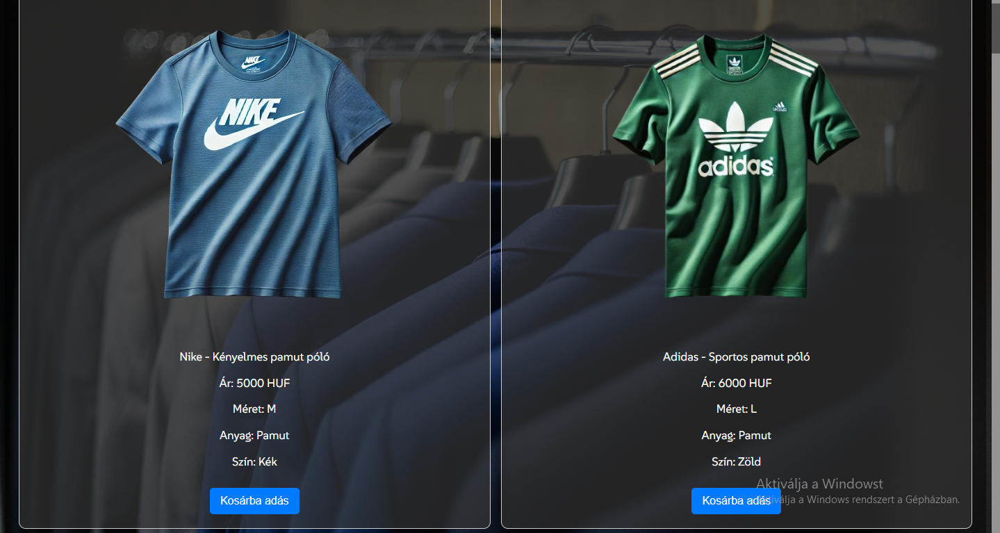 NIKE
NIKE
adidas
Nike - Kényelmes pamut póló
Ár: 5000 HUF
Méret: M
Anyag: Pamut
Szín: Kék
Kosárba adás
Adidas - Sportos pamut póló
Ár: 6000 HUF
Méret: L
Anyag: Pamut
Szín: Zöld
Kosárba adás
Aktiválja a Windowst
Aktiválja a Windows rendszert a Gépházban.